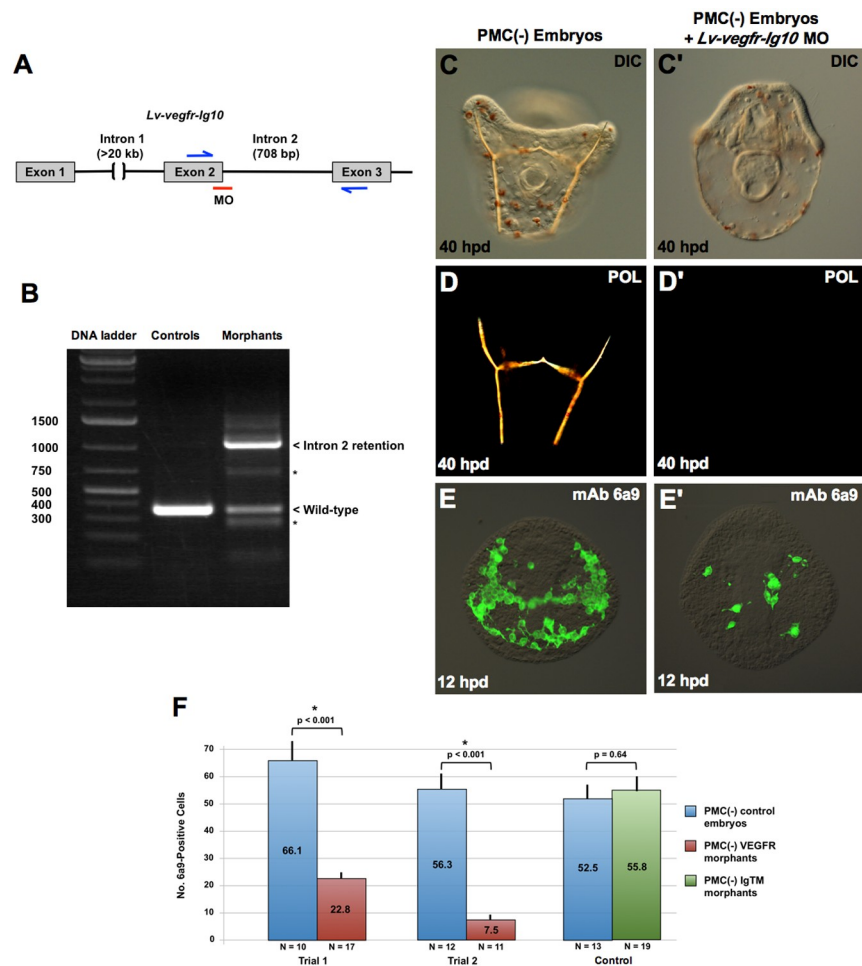 A
Lv-vegfr-Ig10
Intron 1
(>20 kb)
Intron 2
(708 bp)
Exon 1
Exon 2
Exon 3
MO
B
DNA ladder
Controls
Morphants
1500
1000
750
500
400
300
< Intron 2 retention
*
< Wild-type
*
PMC(-) Embryos
PMC(-) Embryos
+ Lv-vegfr-Ig10 MO
C
DIC
40 hpd
C'
DIC
40 hpd
D
POL
40 hpd
D'
POL
40 hpd
E
mAb 6a9
12 hpd
E'
mAb 6a9
12 hpd
F
No. 6a9-Positive Cells
70
60
50
40
30
20
10
0
*
p < 0.001
*
p < 0.001
p = 0.64
66.1
22.8
56.3
7.5
52.5
55.8
N = 10
N = 17
N = 12
N = 11
N = 13
N = 19
Trial 1
Trial 2
Control
PMC(-) control
embryos
PMC(-) VEGFR
morphants
PMC(-) IgTM
morphants